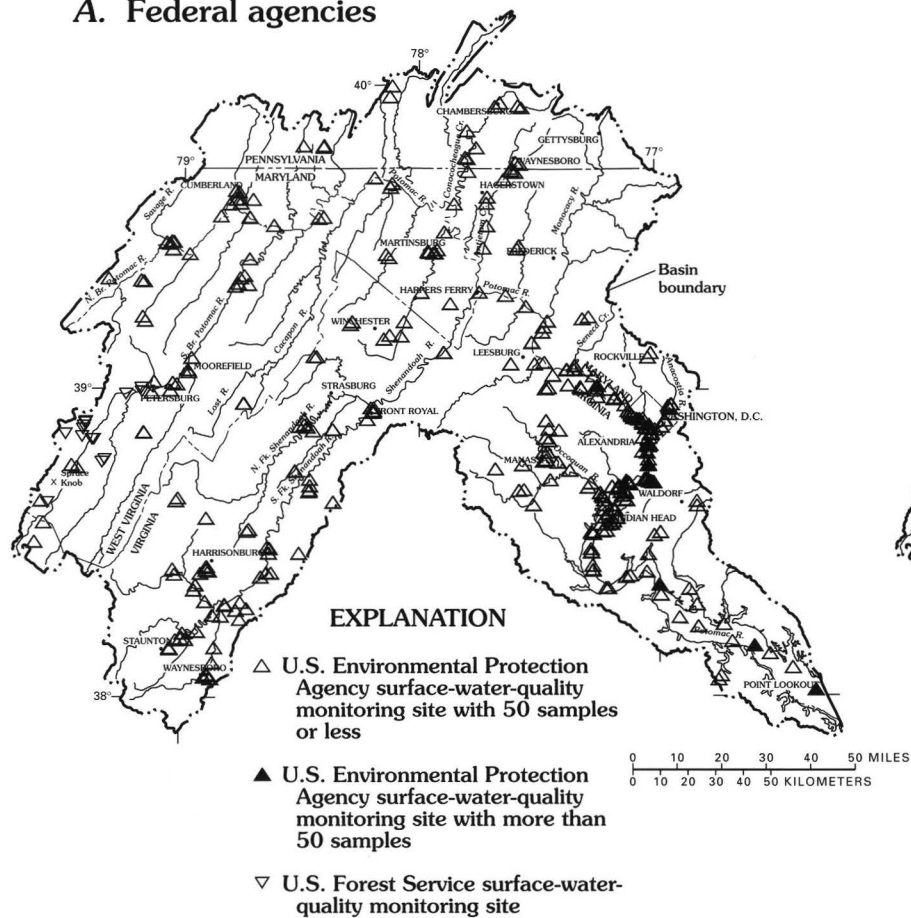 A. Federal agencies
78°
40°
CHAMBERSBURG
GETTYSBURG
79°
PENNSYLVANIA
MARYLAND
WAYNESBORO
77°
CUMBERLAND
HAGERSTOWN
Savage R.
Potomac R.
Conococheague Cr.
Monocacy R.
MARTINSBURG
FREDERICK
N. Br. Potomac R.
Basin
boundary
HARPERS FERRY
Potomac R.
S. Br. Potomac R.
Cacapon R.
WINCHESTER
Seneca Cr.
Shenandoah R.
LEESBURG
ROCKVILLE
MOOREFIELD
Anacostia R.
39°
PETERSBURG
Lost R.
STRASBURG
MARYLAND
VIRGINIA
FRONT ROYAL
WASHINGTON, D.C.
N. Fk. Shenandoah R.
S. Fk. Shenandoah R.
ALEXANDRIA
Occoquan R.
Spruce
Knob
WALDORF
WEST VIRGINIA
VIRGINIA
INDIAN HEAD
HARRISONBURG
STAUNTON
Potomac R.
WAYNESBORO
POINT LOOKOUT
38°
EXPLANATION
U.S. Environmental Protection
Agency surface-water-quality
monitoring site with 50 samples
or less
0 10 20 30 40 50 MILES
0 10 20 30 40 50 KILOMETERS
U.S. Environmental Protection
Agency surface-water-quality
monitoring site with more than
50 samples
U.S. Forest Service surface-water-
quality monitoring site